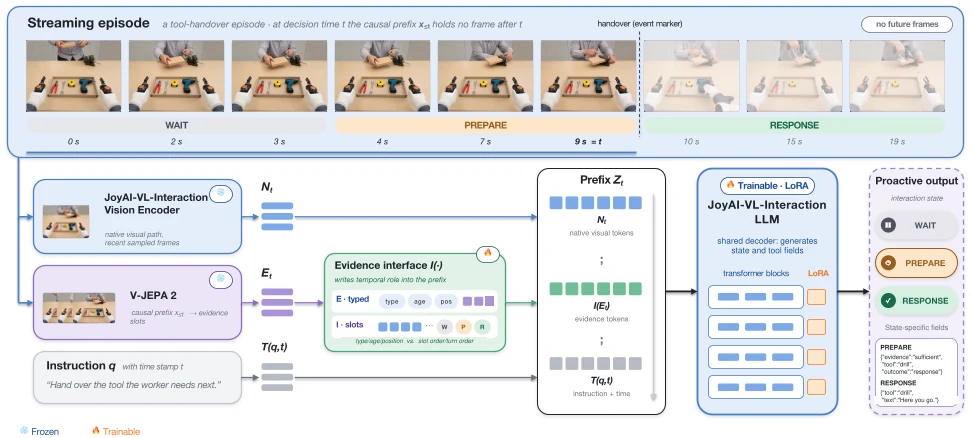 Streaming episode a tool-handover episode · at decision time t the causal prefix x≤t holds no frame after t
handover (event marker)
no future frames
WAIT
PREPARE
RESPONSE
0 s
2 s
3 s
4 s
7 s
9 s = t
10 s
15 s
19 s
JoyAI-VL-Interaction
Vision Encoder
native visual path,
recent sampled frames
Nt
V-JEPA 2
causal prefix x≤t → evidence
slots
Et
Instruction q with time stamp t
“Hand over the tool the worker needs next.”
T(q,t)
Evidence interface I(·)
writes temporal role into the prefix
E · typed
type
age
pos
I · slots
...
W
P
R
type/age/position vs. slot order/turn order
Prefix Zt
Nt
native visual tokens
;
I(Et)
evidence tokens
;
T(q,t)
instruction + time
Trainable · LoRA
JoyAI-VL-Interaction
LLM
shared decoder: generates
state and tool fields
transformer blocks
LoRA
Proactive output
interaction state
WAIT
PREPARE
RESPONSE
State-specific fields
PREPARE
{"evidence":"sufficient",
"tool":"drill",
"outcome":"response"}
RESPONSE
{"tool":"drill",
"text":"Here you go."}
Frozen
Trainable